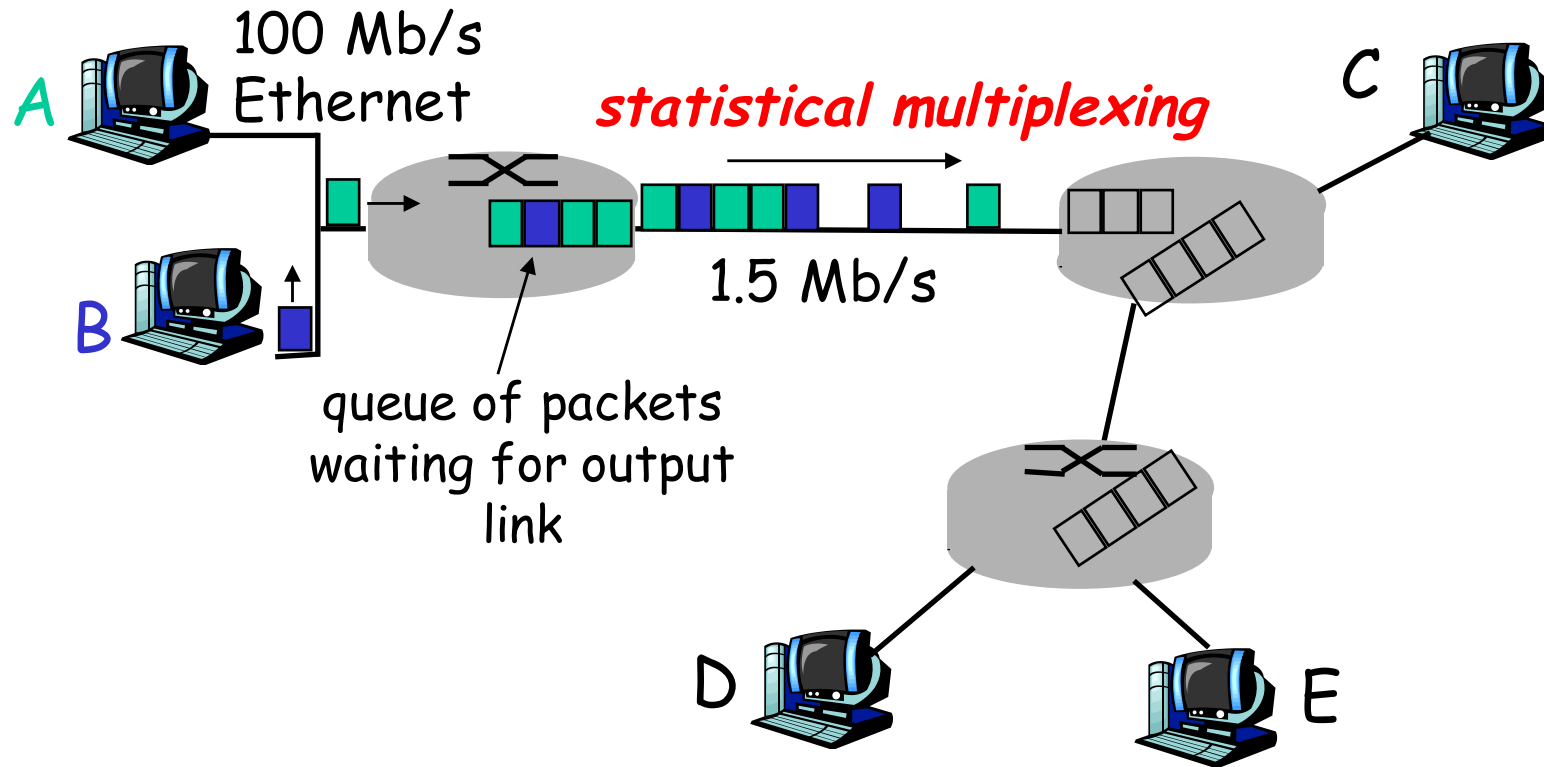 100 Mb/s
Ethernet
A
statistical multiplexing
C
1.5 Mb/s
B
queue of packets
waiting for output
link
D
E